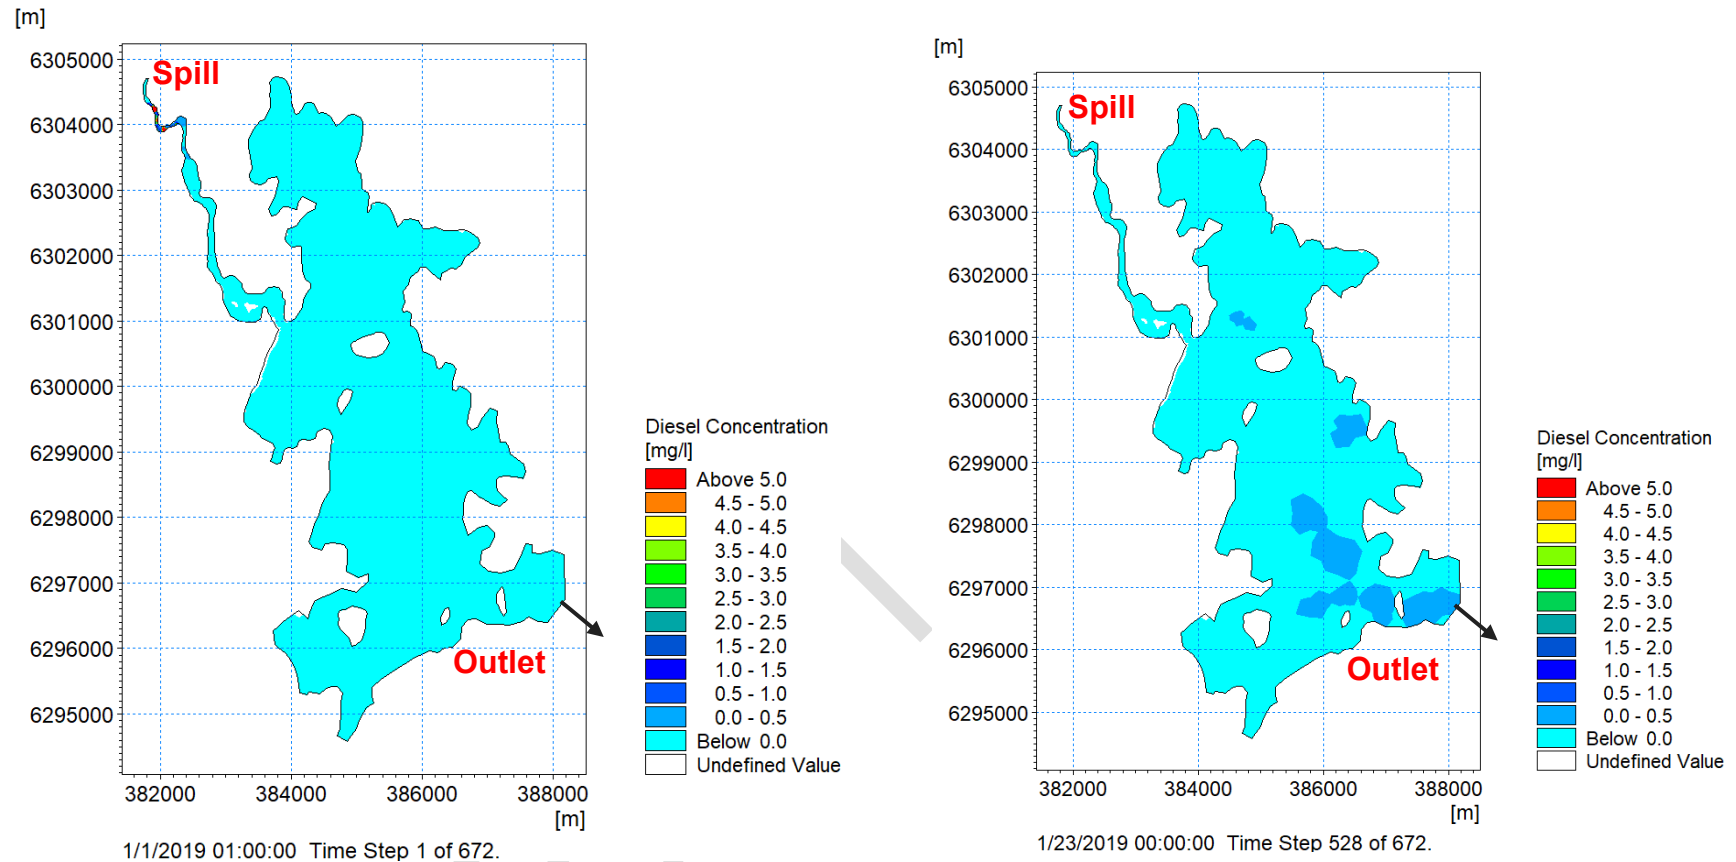 [m]
6305000
6304000
6303000
6302000
6301000
6300000
6299000
6298000
6297000
6296000
6295000
Spill
Outlet
382000 384000 386000 388000
[m]
1/1/2019 01:00:00 Time Step 1 of 672.
Diesel Concentration
[mg/l]
Above 5.0
4.5 - 5.0
4.0 - 4.5
3.5 - 4.0
3.0 - 3.5
2.5 - 3.0
2.0 - 2.5
1.5 - 2.0
1.0 - 1.5
0.5 - 1.0
0.0 - 0.5
Below 0.0
Undefined Value
[m]
6305000
6304000
6303000
6302000
6301000
6300000
6299000
6298000
6297000
6296000
6295000
Spill
Outlet
382000 384000 386000 388000
[m]
1/23/2019 00:00:00 Time Step 528 of 672.
Diesel Concentration
[mg/l]
Above 5.0
4.5 - 5.0
4.0 - 4.5
3.5 - 4.0
3.0 - 3.5
2.5 - 3.0
2.0 - 2.5
1.5 - 2.0
1.0 - 1.5
0.5 - 1.0
0.0 - 0.5
Below 0.0
Undefined Value